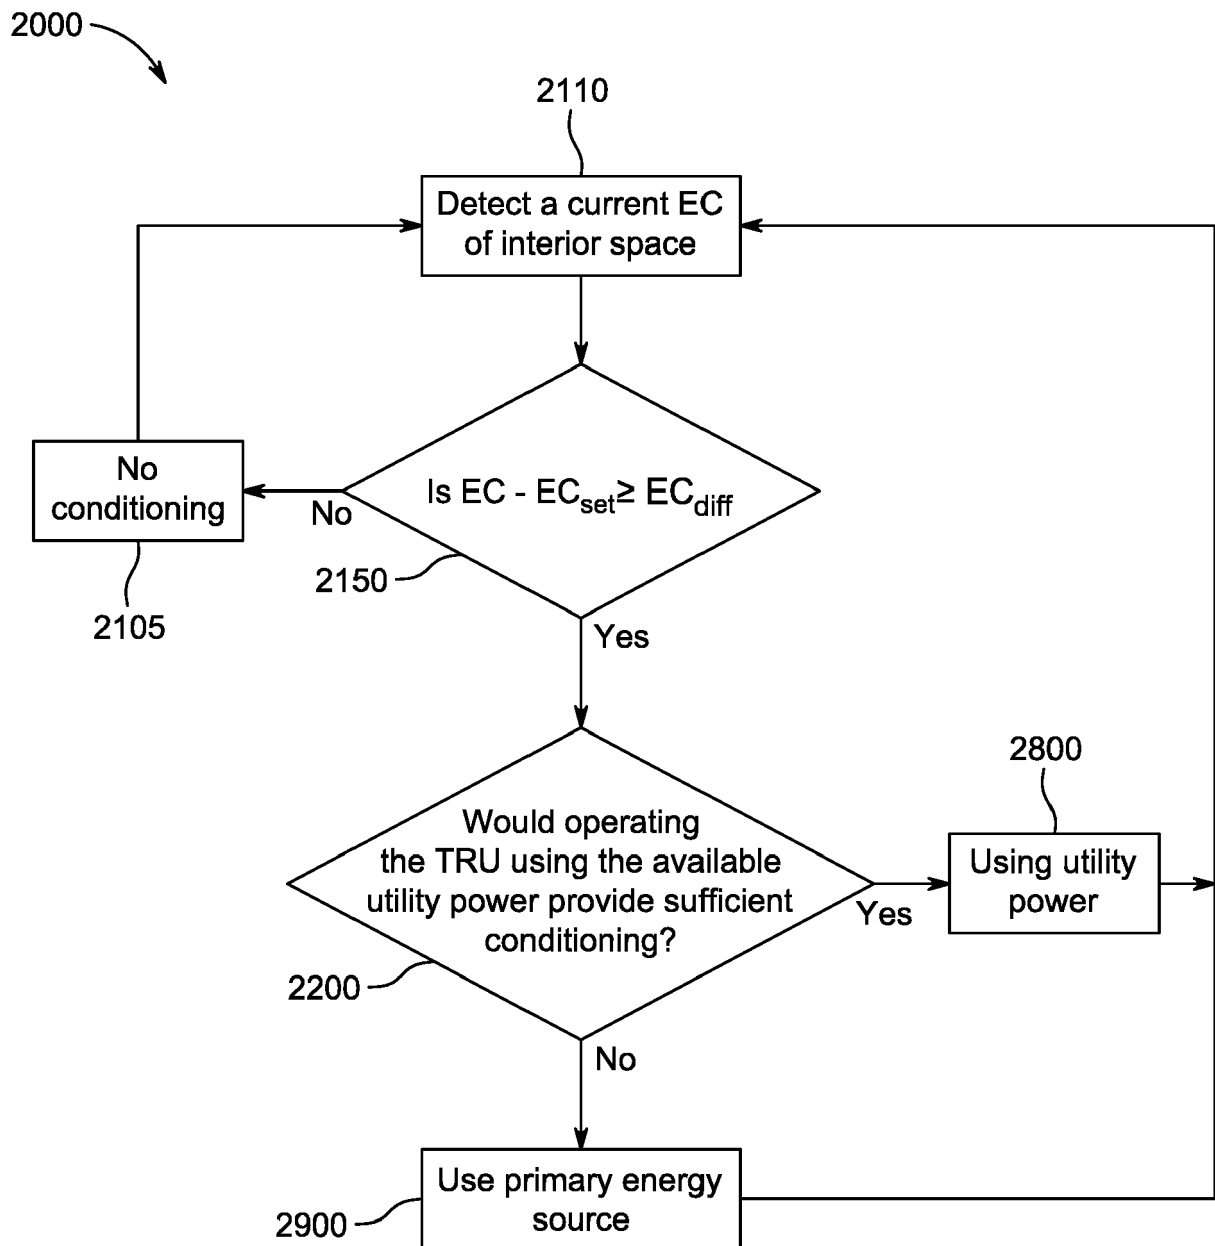 2000
2110
Detect a current EC
of interior space
No
conditioning
2105
No
Is EC - ECset≥ ECdiff
2150
Yes
Would operating
the TRU using the available
utility power provide sufficient
conditioning?
2200
Yes
2800
Using utility
power
No
Use primary energy
source
2900